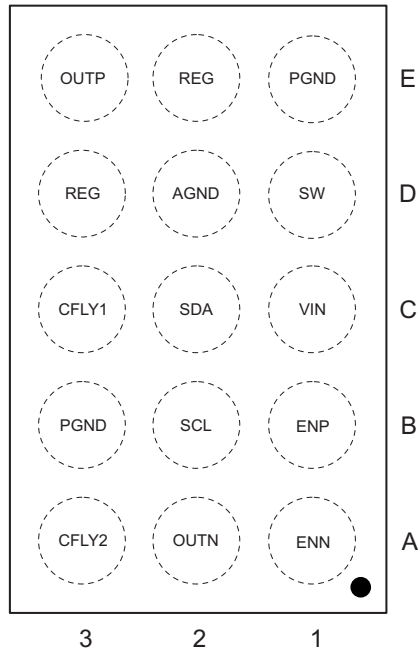 OUTP REG PGND E
REG AGND SW D
CFLY1 SDA VIN C
PGND SCL ENP B
CFLY2 OUTN ENN A
3 2 1